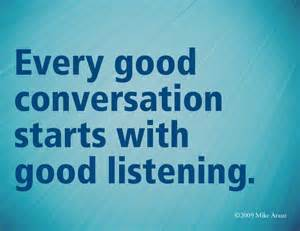 Every good
conversation
starts with
good listening.
©2009 Mike Arauz